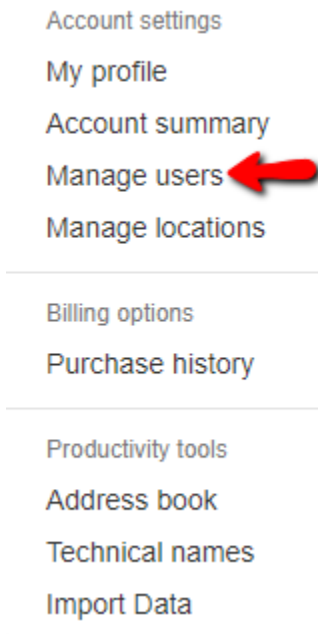 Account settings
My profile
Account summary
Manage users
Manage locations
Billing options
Purchase history
Productivity tools
Address book
Technical names
Import Data